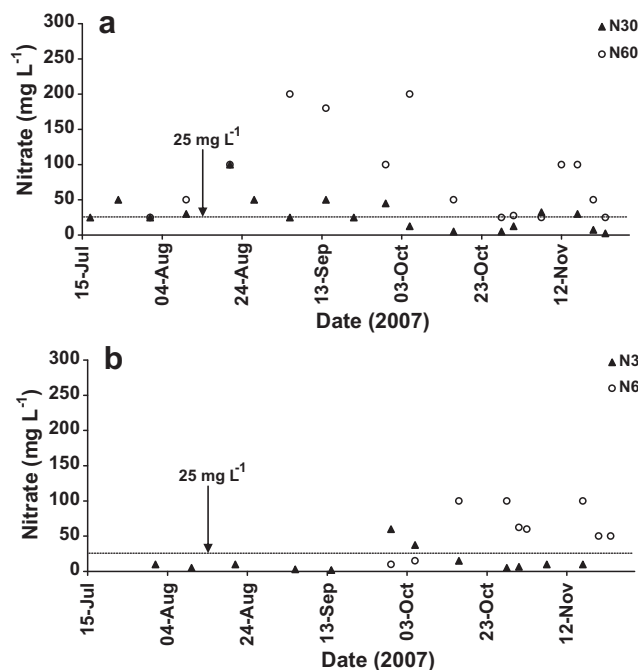 a
N30
N60
300
250
200
150
100
50
0
Nitrate (mg L-1)
25 mg L-1
15-Jul
04-Aug
24-Aug
13-Sep
03-Oct
23-Oct
12-Nov
Date (2007)
b
N3
N6
300
250
200
150
100
50
0
Nitrate (mg L-1)
25 mg L-1
15-Jul
04-Aug
24-Aug
13-Sep
03-Oct
23-Oct
12-Nov
Date (2007)